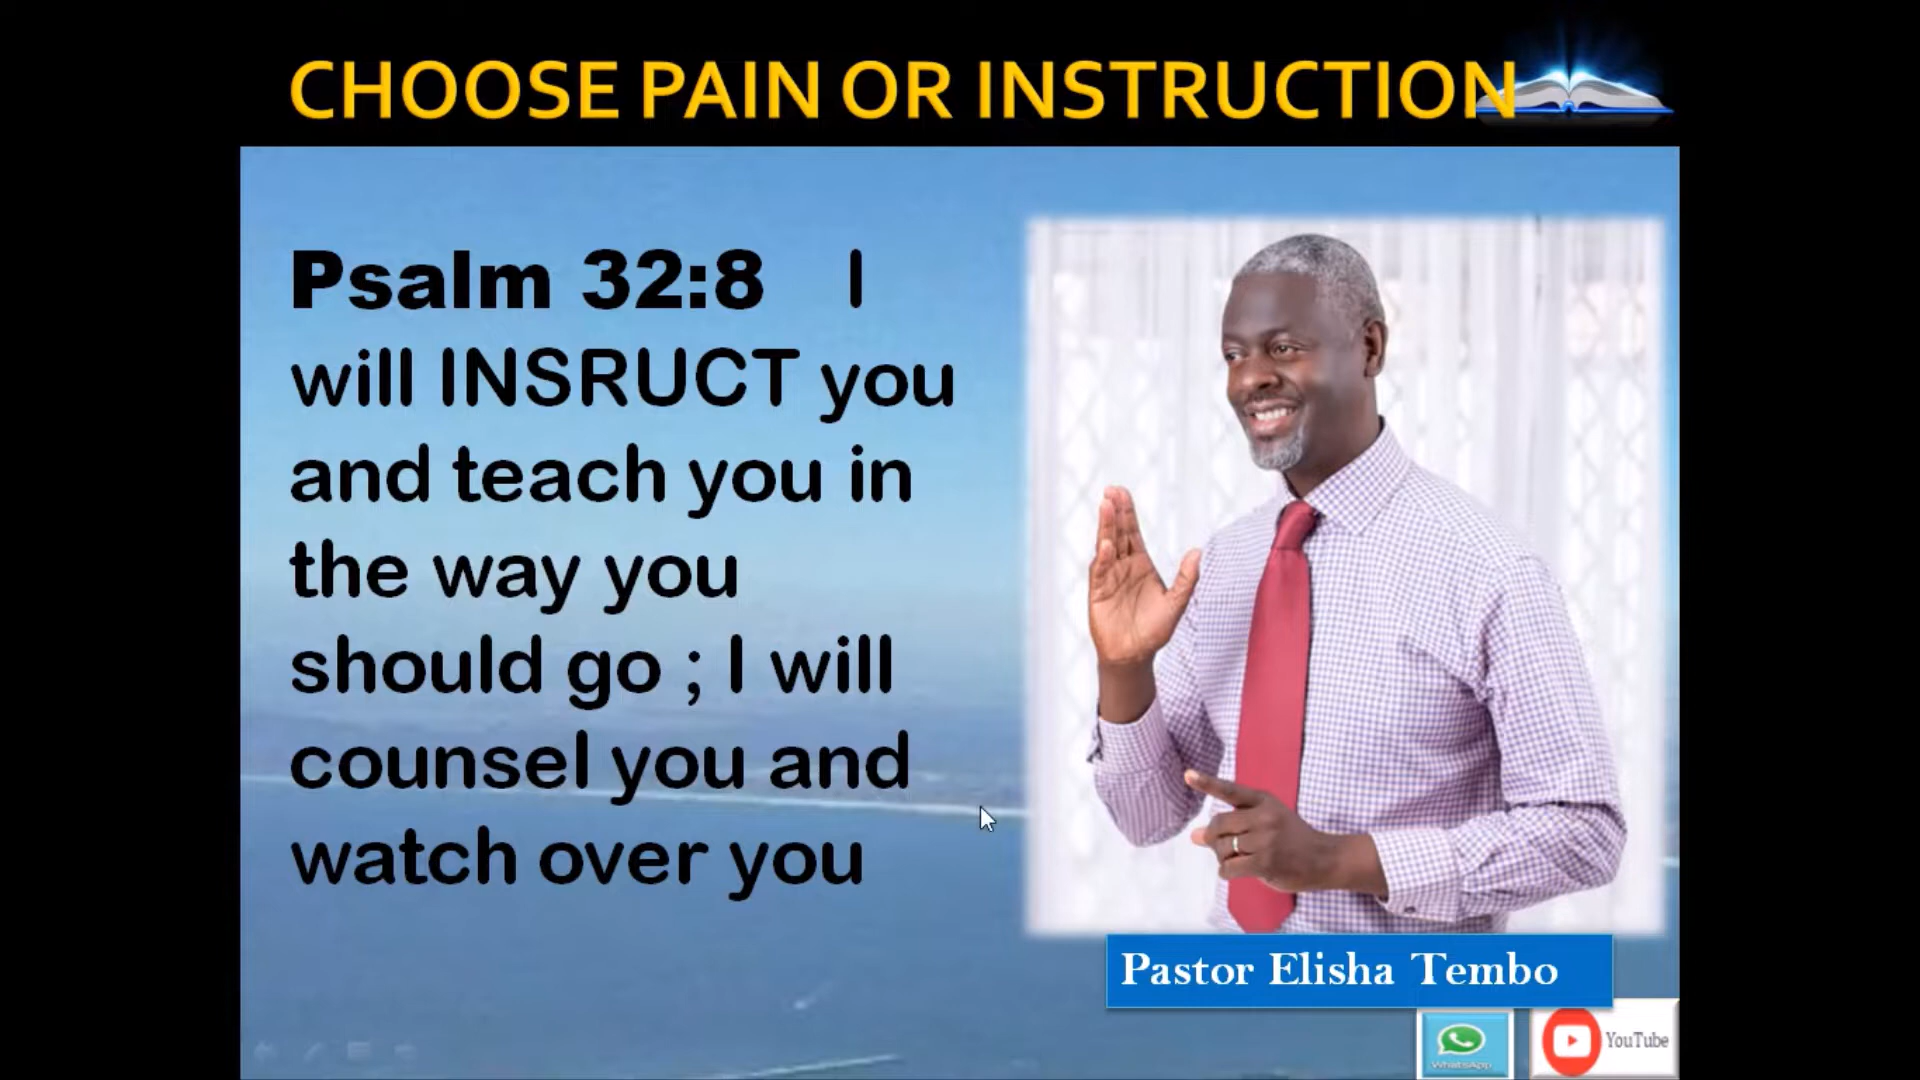 CHOOSE PAIN OR INSTRUCTION
Psalm 32:8 I
will INSRUCT you
and teach you in
the way you
should go ; I will
counsel you and
watch over you
Pastor Elisha Tembo
WhatsApp
YouTube